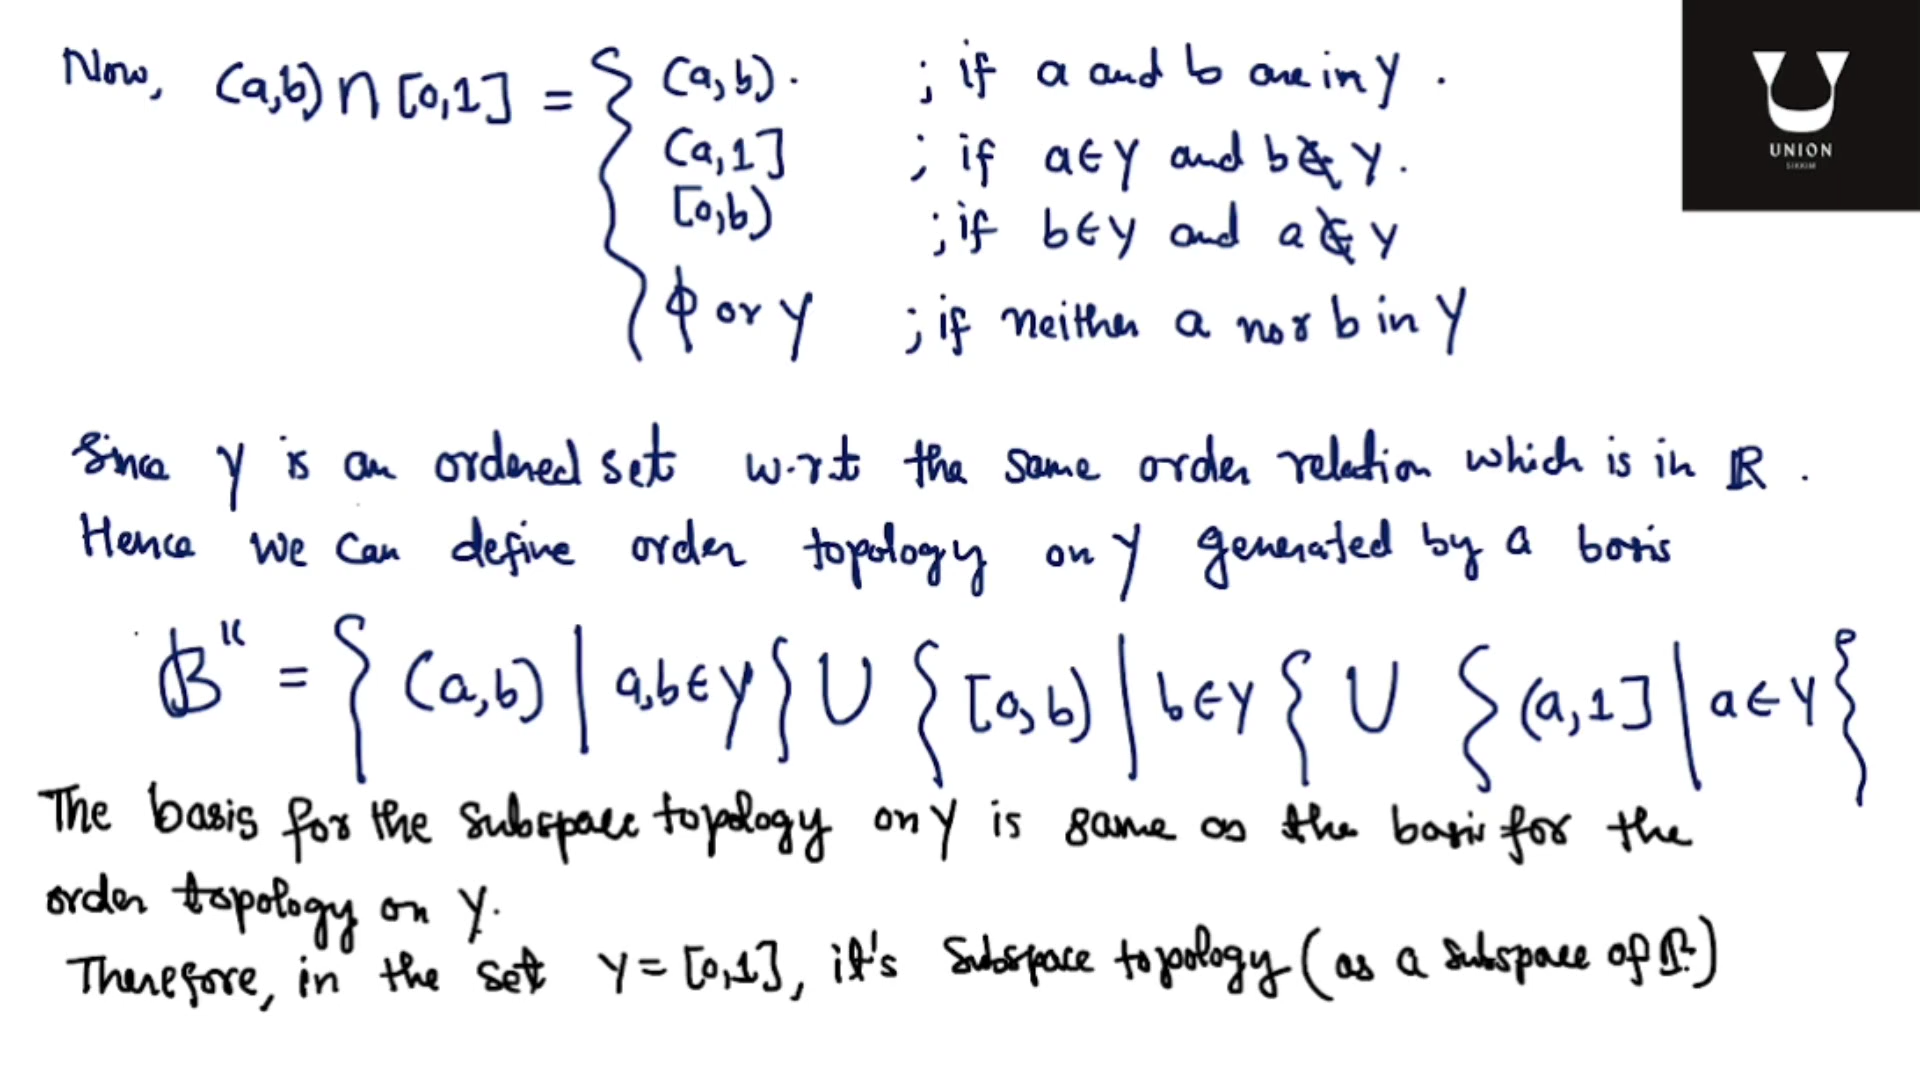 Now, (a,b) ∩ [0,1] = { (a,b). ; if a and b are in Y.
(a,1] ; if a∈Y and b∉Y.
[0,b) ; if b∈Y and a∉Y
ϕ or Y ; if neither a nor b in Y
UNION
SIKKIM
Since Y is an ordered set w.r.t the same order relation which is in ℝ.
Hence we can define order topology on Y generated by a basis
B'' = {(a,b) | a,b∈Y} ∪ {[0,b) | b∈Y} ∪ {(a,1] | a∈Y}
The basis for the subspace topology on Y is same as the basis for the
order topology on Y.
Therefore, in the set Y = [0,1], it's Subspace topology (as a subspace of ℝ)